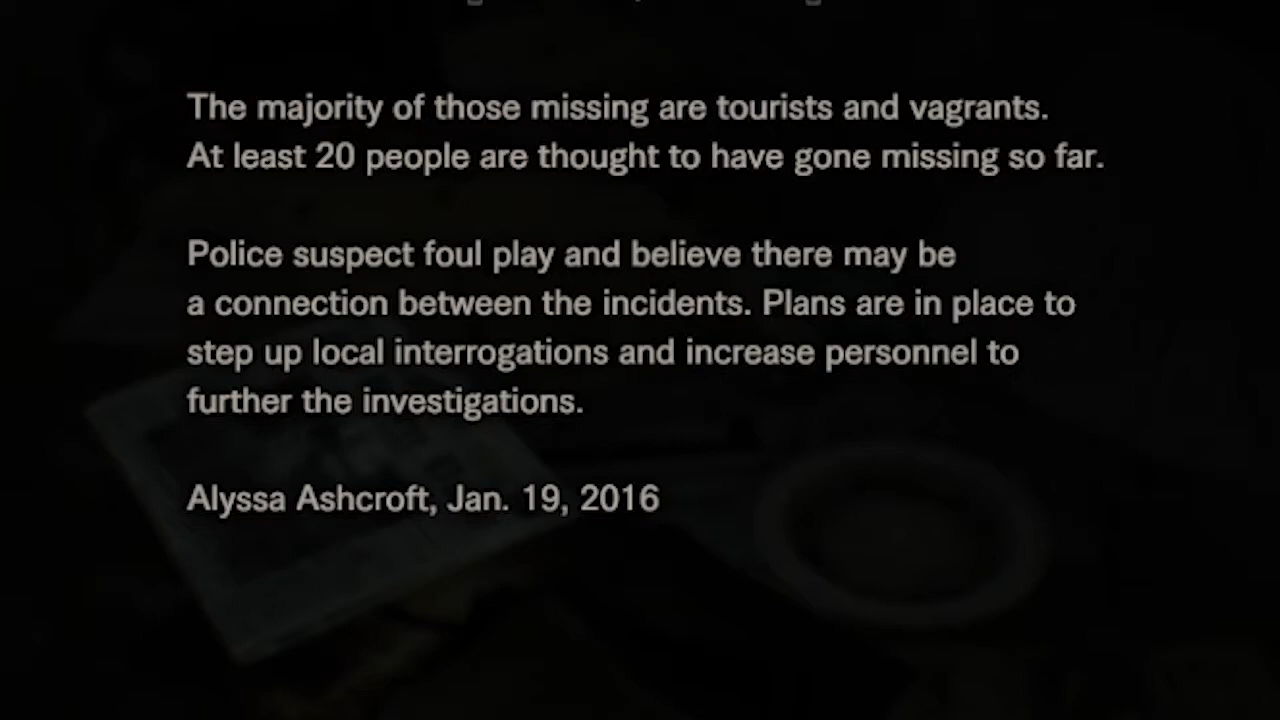 The majority of those missing are tourists and vagrants.
At least 20 people are thought to have gone missing so far.
Police suspect foul play and believe there may be
a connection between the incidents. Plans are in place to
step up local interrogations and increase personnel to
further the investigations.
Alyssa Ashcroft, Jan. 19, 2016